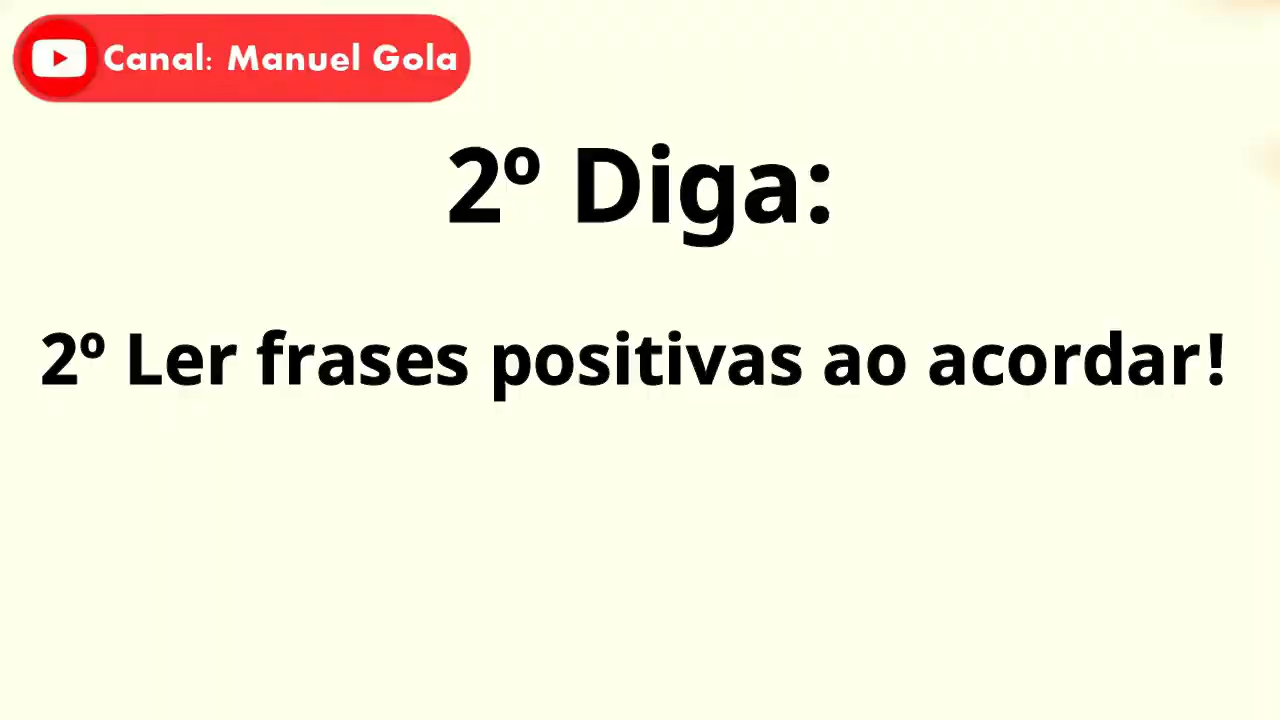 Canal: Manuel Gola
2º Diga:
2º Ler frases positivas ao acordar!